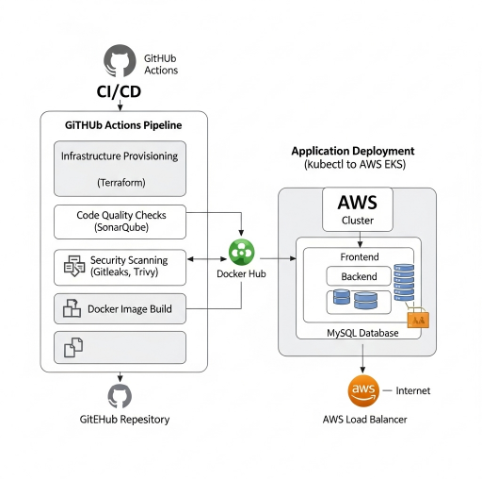 GitHUb
Actions
CI/CD
GiTHUb Actions Pipeline
Infrastructure Provisioning
(Terraform)
Code Quality Checks
(SonarQube)
Security Scanning
(Gitleaks, Trivy)
Docker Image Build
GitEHub Repesitory
Docker Hub
Application Deployment
(kubectl to AWS EKS)
AWS
Cluster
Frontend
Backend
MySQL Database
aws
Internet
AWS Load Balancer